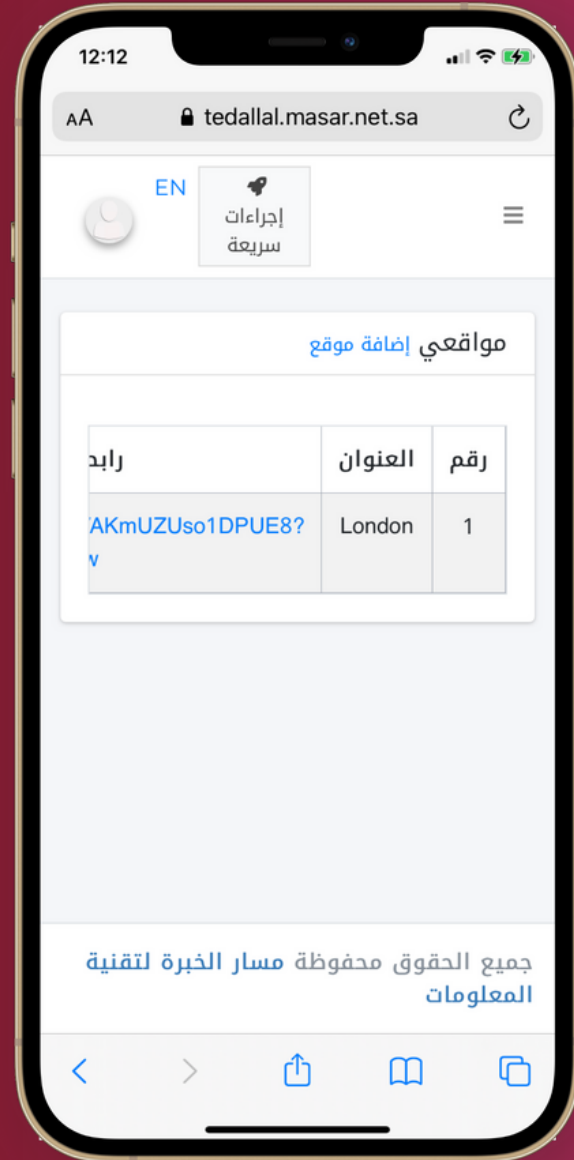 12:12
AA tedallal.masar.net.sa
EN
إجراءات
سريعة
مواقعي إضافة موقع
رقم العنوان
1 London AKmUZUso1DPUE8?
w
جميع الحقوق محفوظة مسار الخبرة لتقنية
المعلومات